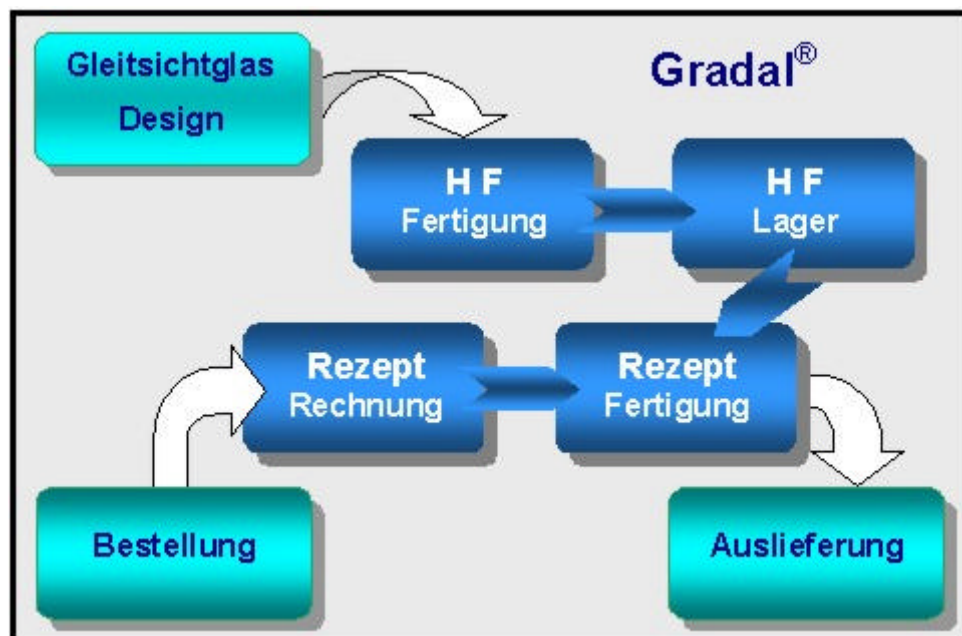 Gleitsichtglas
Design
Gradal®
H F
Fertigung
H F
Lager
Rezept
Rechnung
Rezept
Fertigung
Bestellung
Auslieferung